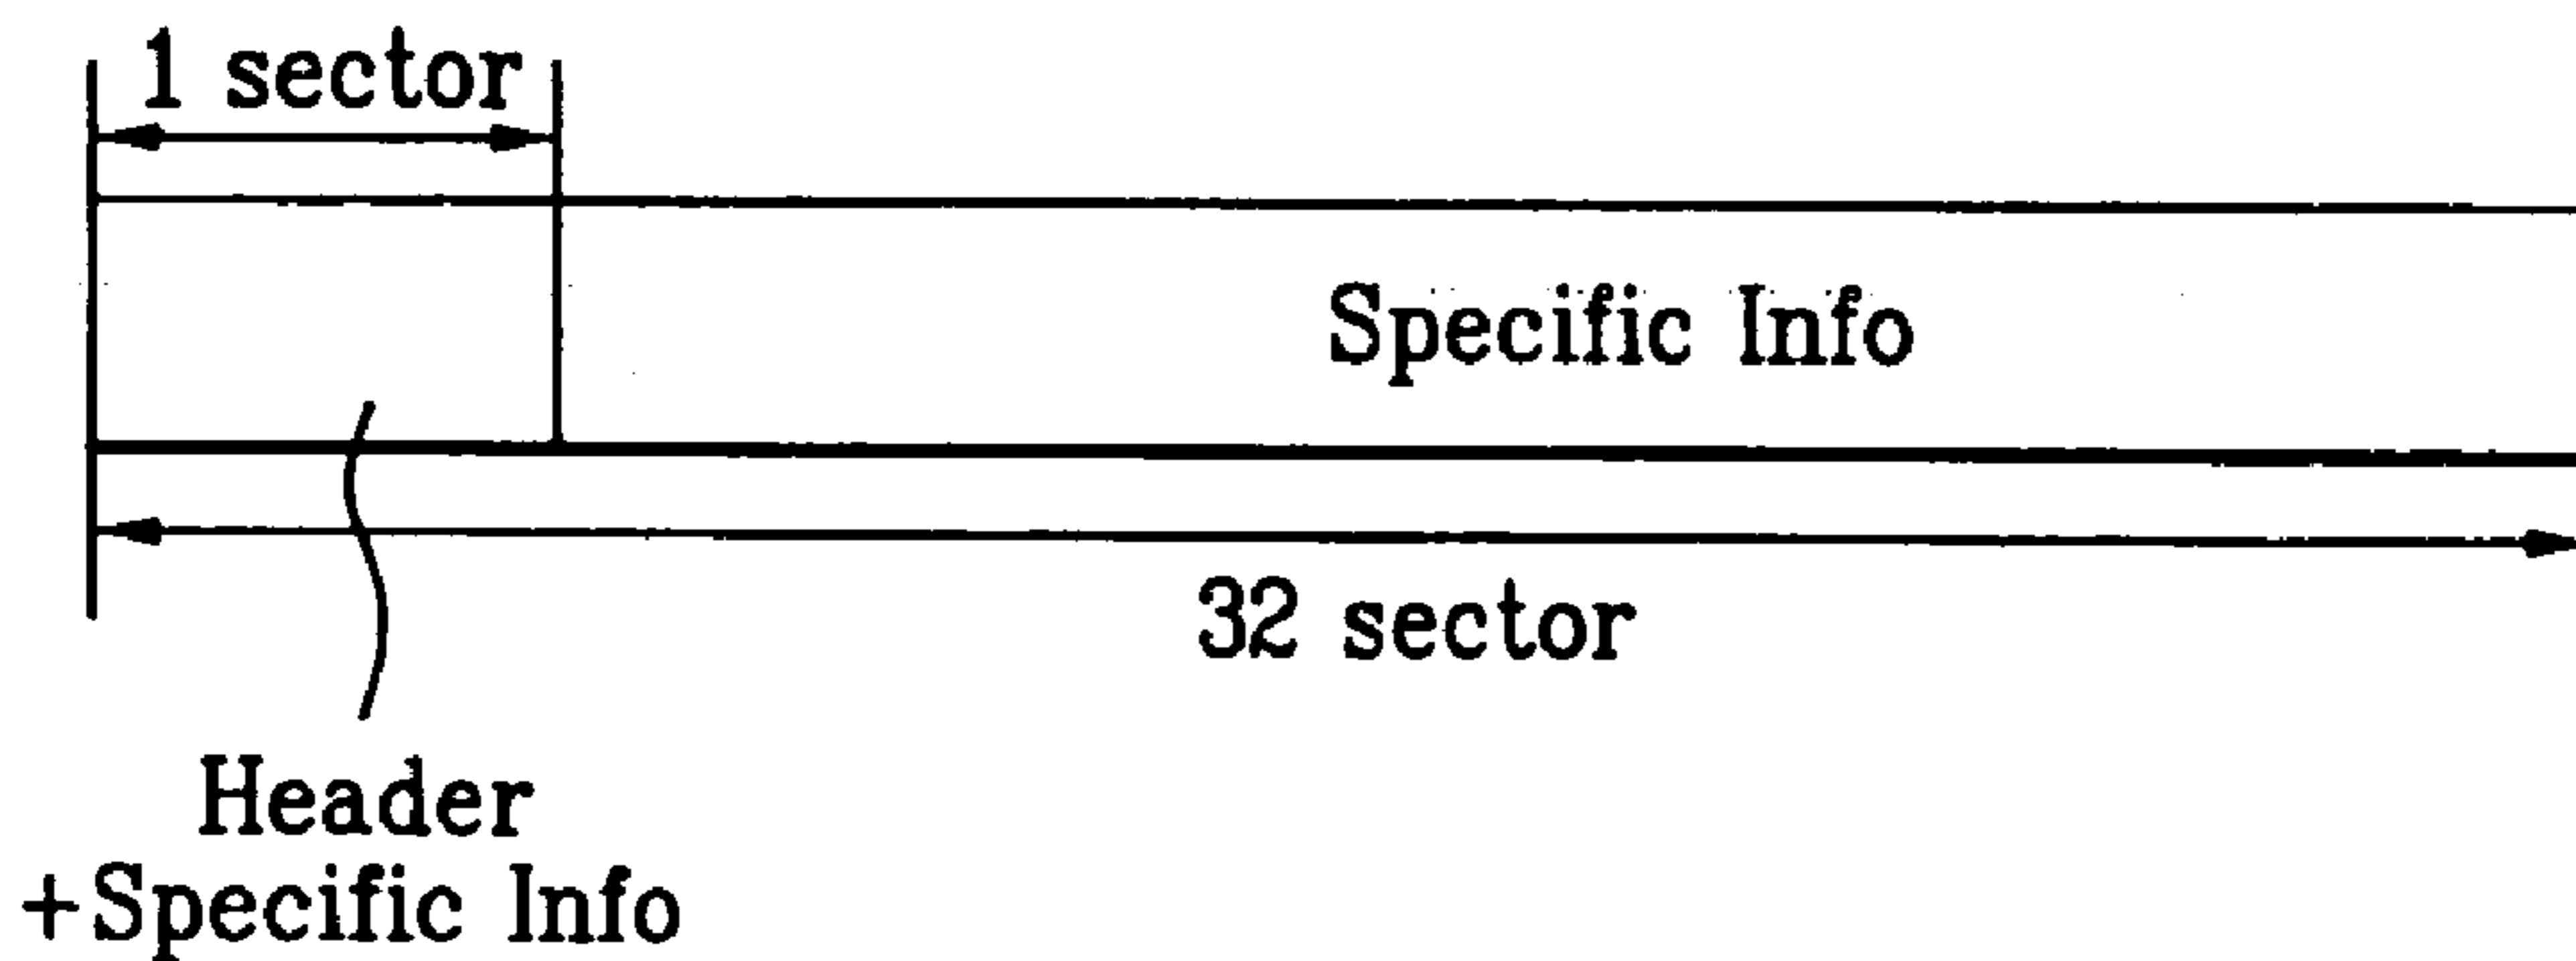 1 sector
Specific Info
32 sector
Header
+Specific Info